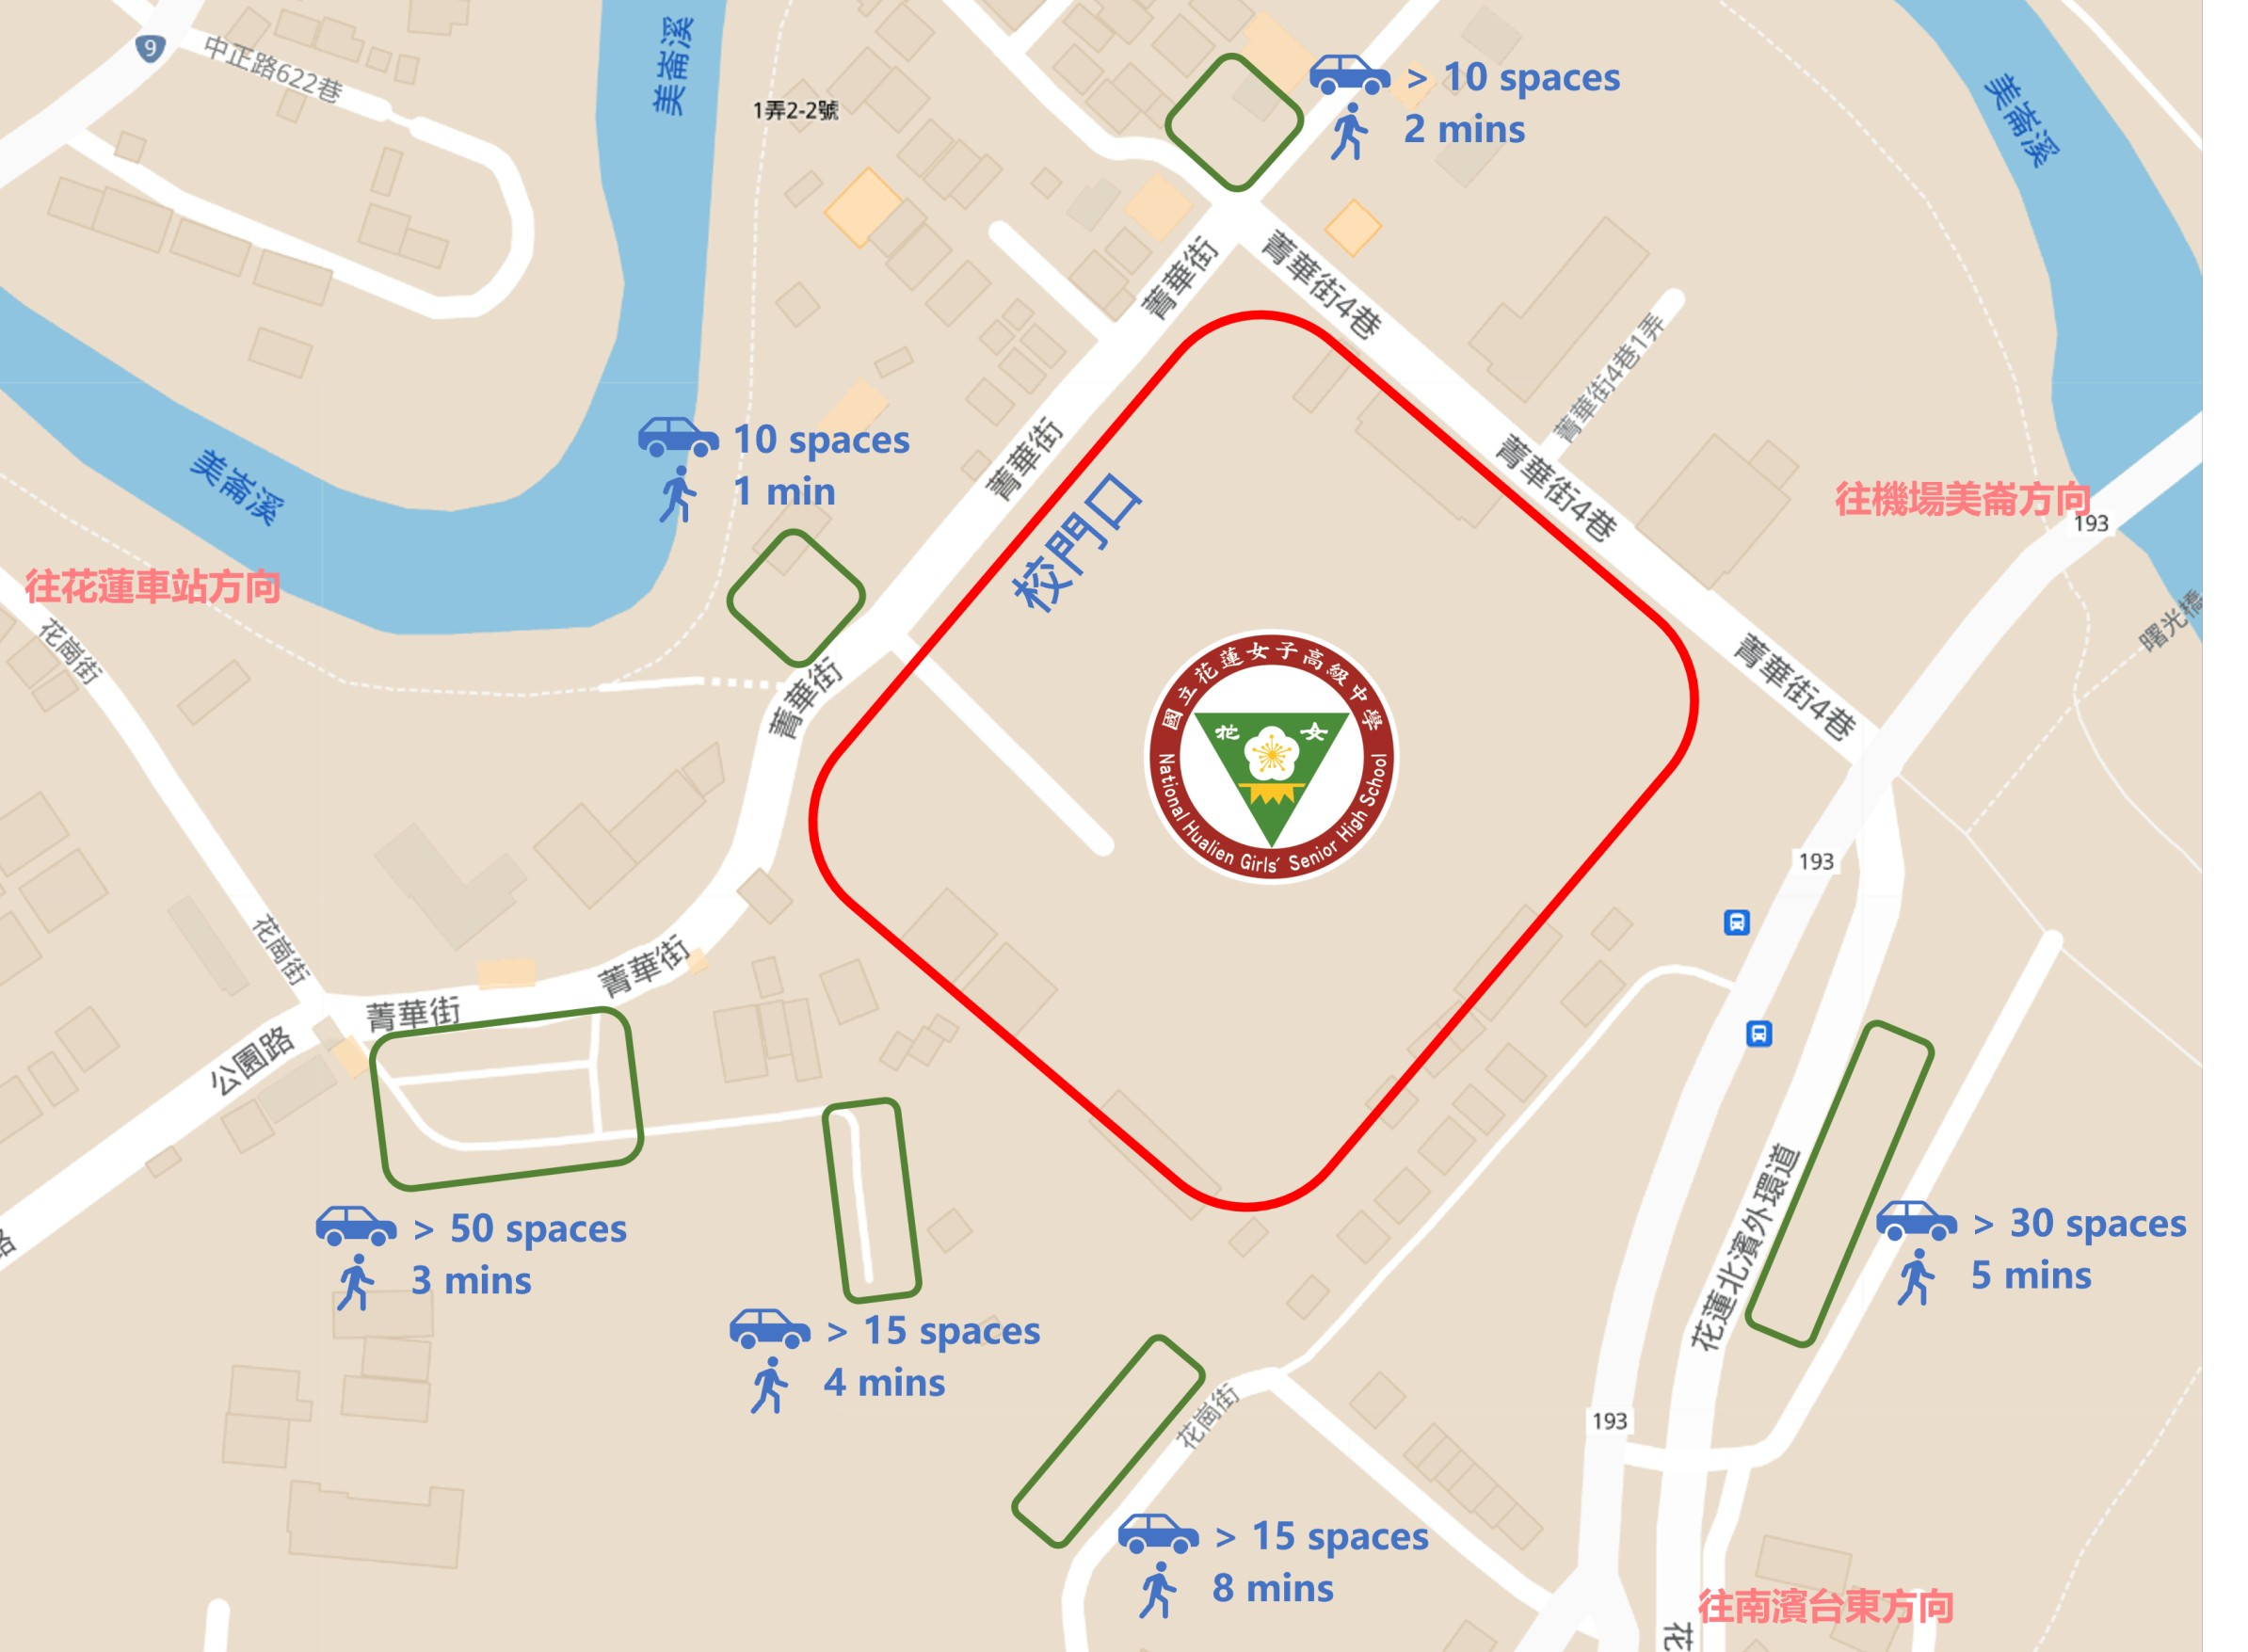 9
中正路622巷
美崙溪
1弄2-2號
> 10 spaces
2 mins
美崙溪
菁華街
菁華街4巷
菁華街4巷1弄
10 spaces
1 min
菁華街
校門口
菁華街4巷
往機場美崙方向
193
美崙溪
往花蓮車站方向
花崗街
曙光橋
菁華街
國立花蓮女子高級中學
花女
National Hualien Girls' Senior High School
菁華街4巷
193
花崗街
菁華街
菁華街
公園路
路
> 50 spaces
3 mins
> 15 spaces
4 mins
花蓮北濱外環道
> 30 spaces
5 mins
花崗街
193
> 15 spaces
8 mins
往南濱台東方向
花